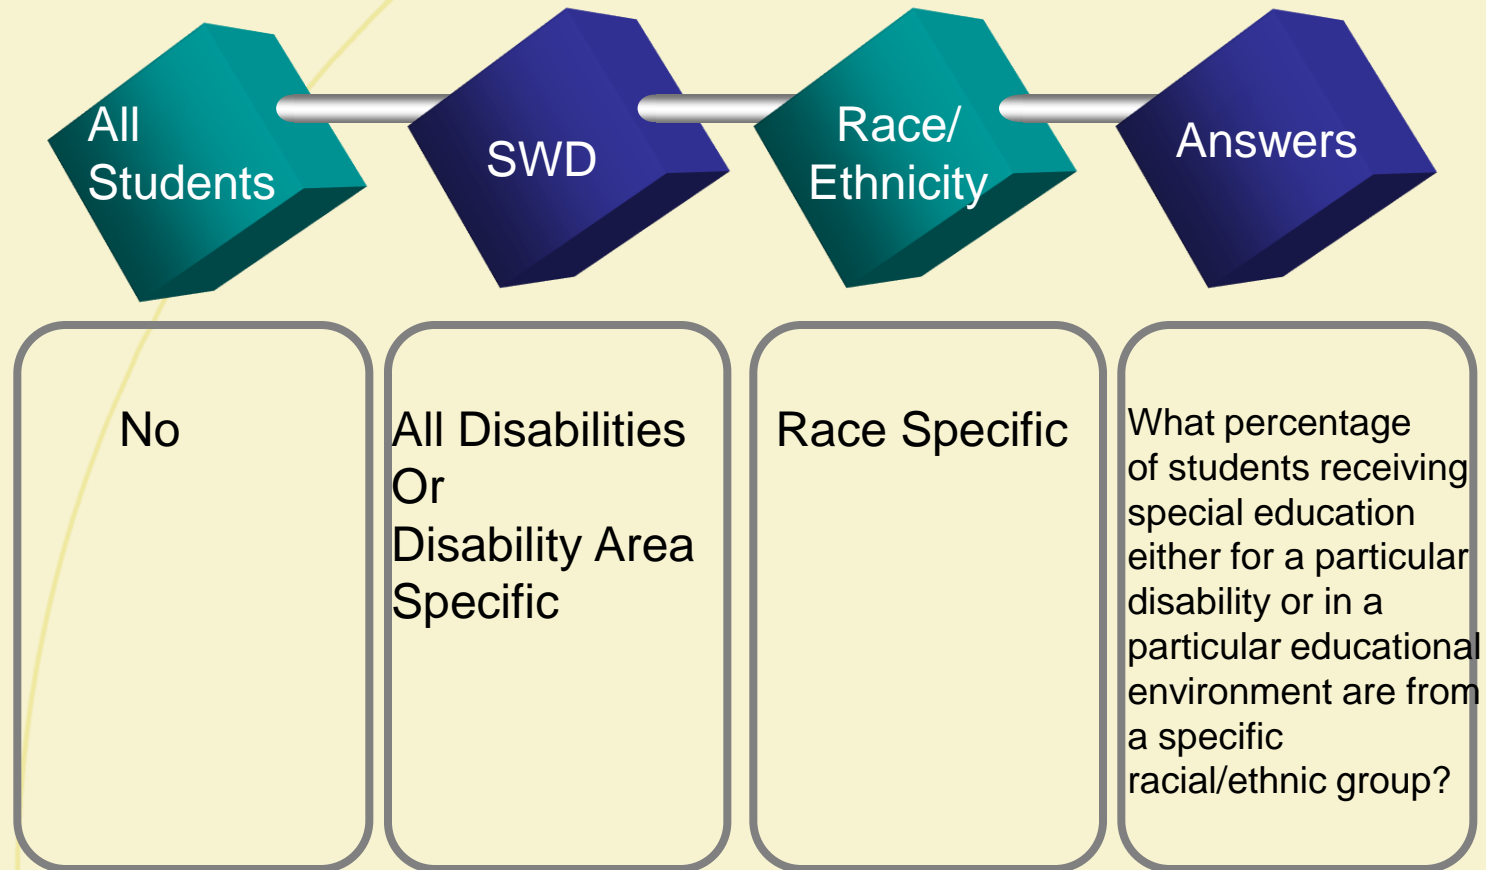 All
Students
SWD
Race/
Ethnicity
Answers
No
All Disabilities
Or
Disability Area
Specific
Race Specific
What percentage
of students receiving
special education
either for a particular
disability or in a
particular educational
environment are from
a specific
racial/ethnic group?